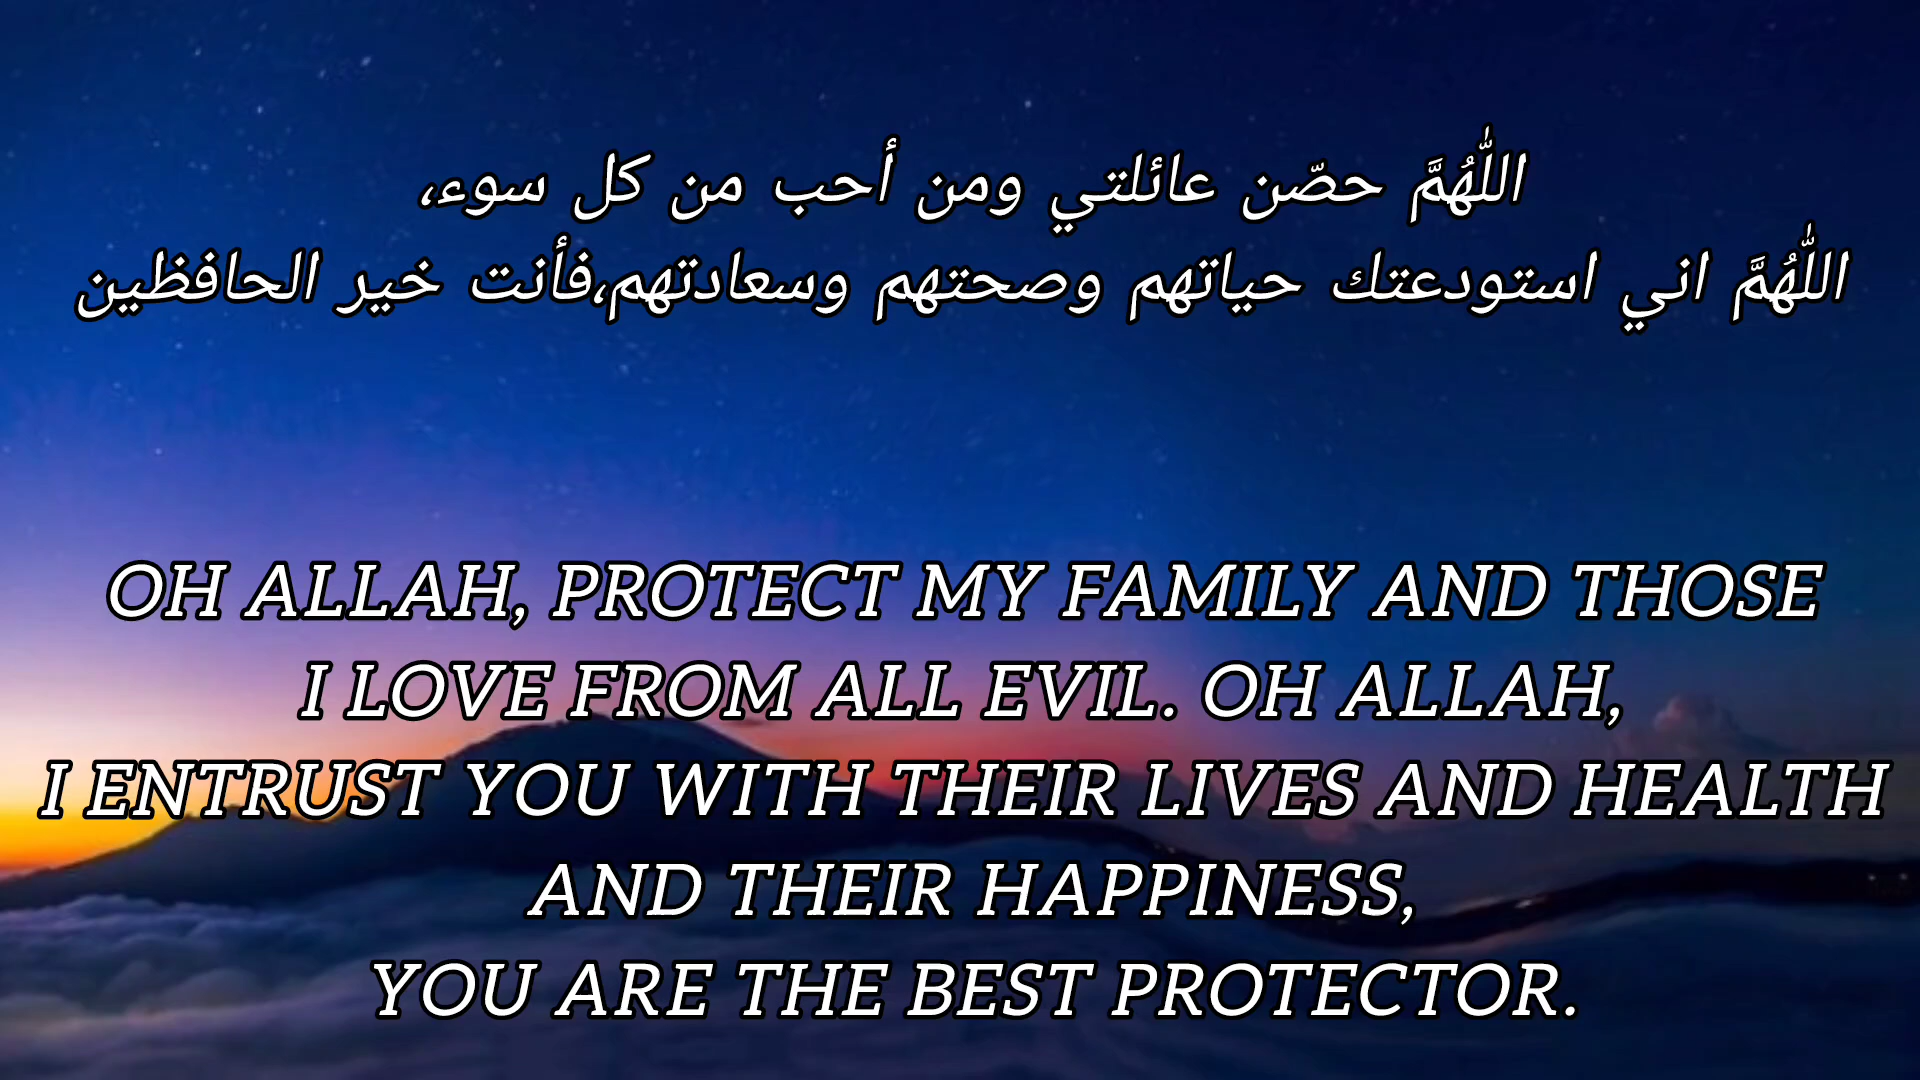 اللّٰهُمَّ حصّن عائلتي ومن أحب من كل سوء،
اللّٰهُمَّ اني استودعتك حياتهم وصحتهم وسعادتهم،فأنت خير الحافظين
OH ALLAH, PROTECT MY FAMILY AND THOSE
I LOVE FROM ALL EVIL. OH ALLAH,
I ENTRUST YOU WITH THEIR LIVES AND HEALTH
AND THEIR HAPPINESS,
YOU ARE THE BEST PROTECTOR.